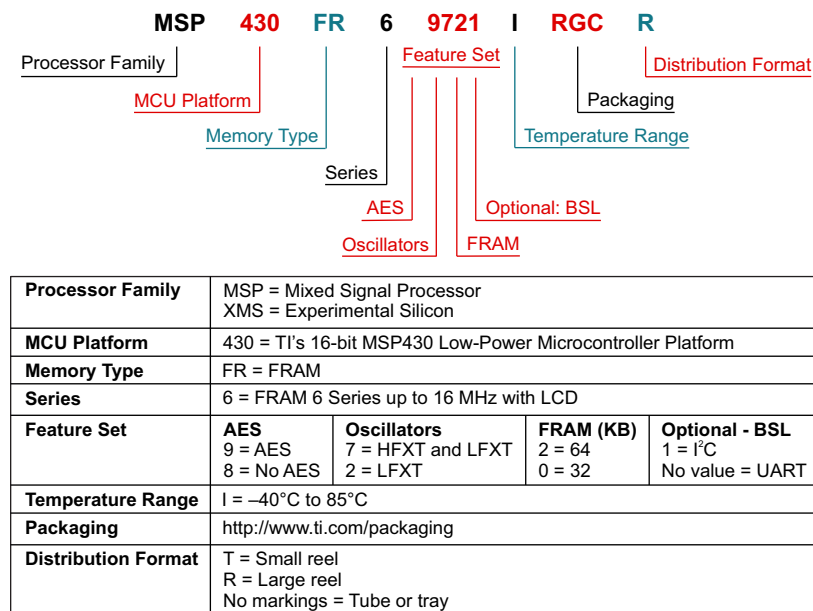 MSP 430 FR 6 9721 I RGC R
Processor Family
Feature Set
Distribution Format
MCU Platform
Packaging
Memory Type
Temperature Range
Series
AES
Optional: BSL
Oscillators
FRAM
Processor Family
MSP = Mixed Signal Processor
XMS = Experimental Silicon
MCU Platform
430 = TI's 16-bit MSP430 Low-Power Microcontroller Platform
Memory Type
FR = FRAM
Series
6 = FRAM 6 Series up to 16 MHz with LCD
Feature Set
AES
9 = AES
8 = No AES
Oscillators
7 = HFXT and LFXT
2 = LFXT
FRAM (KB)
2 = 64
0 = 32
Optional - BSL
1 = I²C
No value = UART
Temperature Range
I = –40°C to 85°C
Packaging
http://www.ti.com/packaging
Distribution Format
T = Small reel
R = Large reel
No markings = Tube or tray